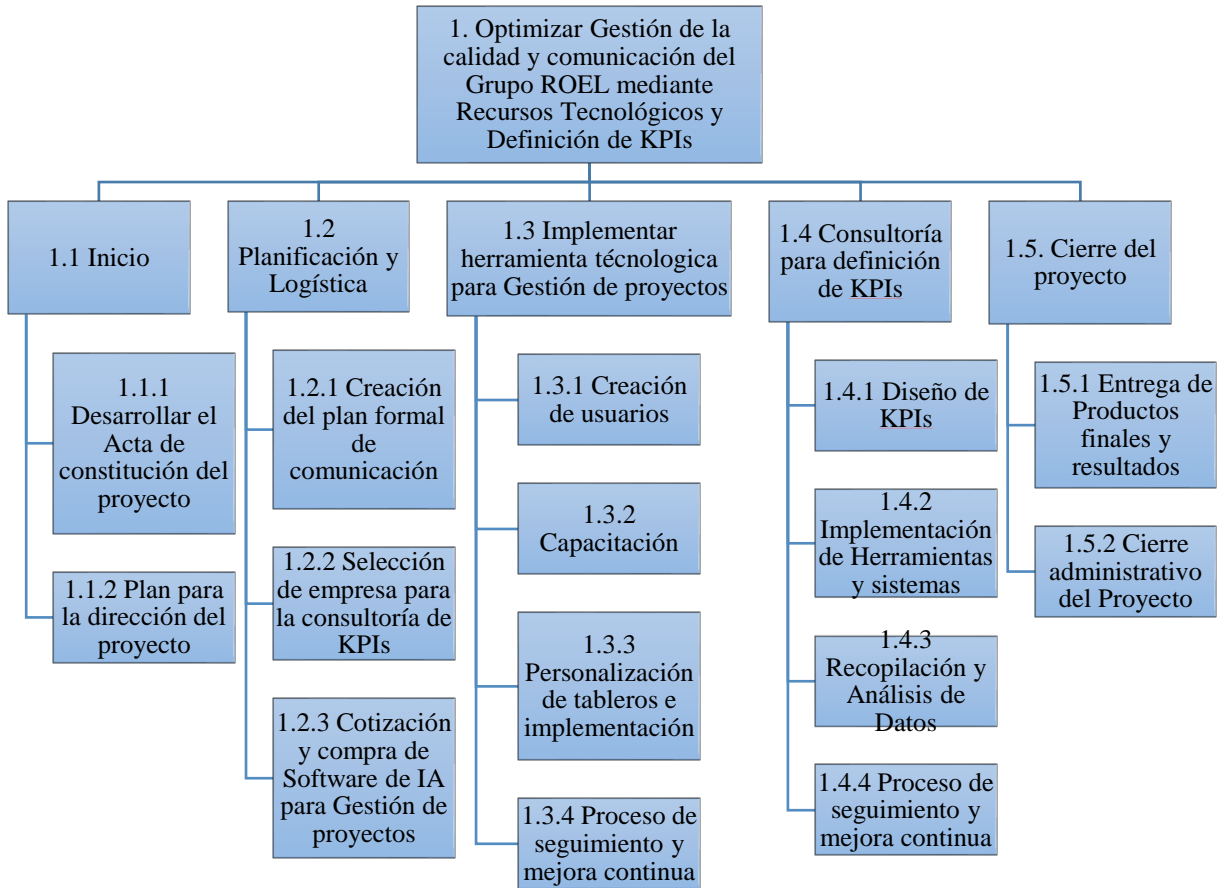 1. Optimizar Gestión de la
calidad y comunicación del
Grupo ROEL mediante
Recursos Tecnológicos y
Definición de KPIs
1.1 Inicio
1.2
Planificación y
Logística
1.3 Implementar
herramienta técnologica
para Gestión de proyectos
1.4 Consultoría
para definición
de KPIs
1.5. Cierre del
proyecto
1.1.1
Desarrollar el
Acta de
constitución del
proyecto
1.1.2 Plan para
la dirección del
proyecto
1.2.1 Creación
del plan formal
de
comunicación
1.2.2 Selección
de empresa para
la consultoría de
KPIs
1.2.3 Cotización
y compra de
Software de IA
para Gestión de
proyectos
1.3.1 Creación
de usuarios
1.3.2
Capacitación
1.3.3
Personalización
de tableros e
implementación
1.3.4 Proceso de
seguimiento y
mejora continua
1.4.1 Diseño de
KPIs
1.4.2
Implementación
de Herramientas
y sistemas
1.4.3
Recopilación y
Análisis de
Datos
1.4.4 Proceso de
seguimiento y
mejora continua
1.5.1 Entrega de
Productos
finales y
resultados
1.5.2 Cierre
administrativo
del Proyecto